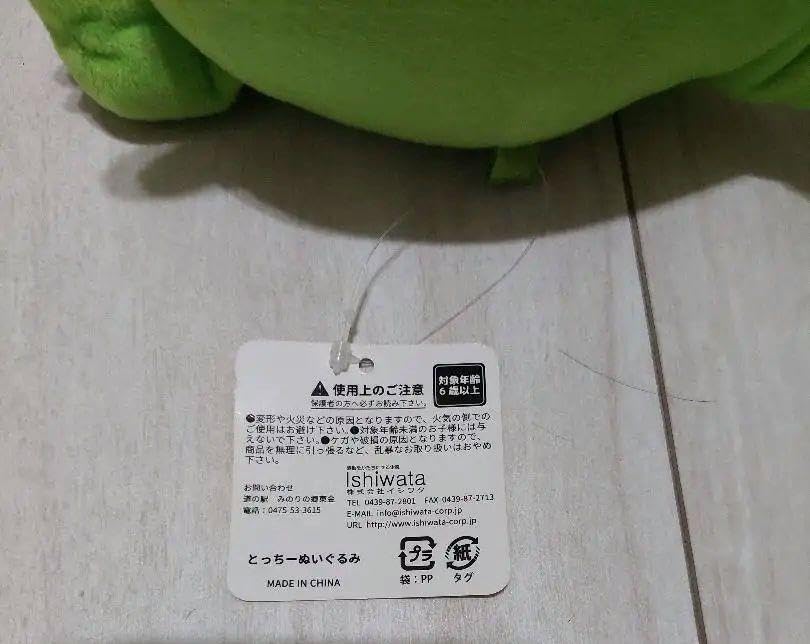 使用上のご注意
保護者の方へ必ずお読み下さい。
対象年齢
6歳以上
●変形や火災などの原因となりますので、火気の側での
ご使用はお避け下さい。●対象年齢未満のお子様には与
えないで下さい。●ケガや破損の原因となりますので、
商品を無理に引っ張るなど、乱暴なお取り扱いはおやめ
下さい。
お問い合わせ
道の駅 みのりの郷東金
電話：0475-53-3615
Ishiwata
株式会社イシワタ
TEL 0439-87-2801 FAX 0439-87-2713
E-MAIL info@ishiwata-corp.jp
URL http://www.ishiwata-corp.jp
とっちーぬいぐるみ
MADE IN CHINA
プラ
袋：PP
紙
タグ